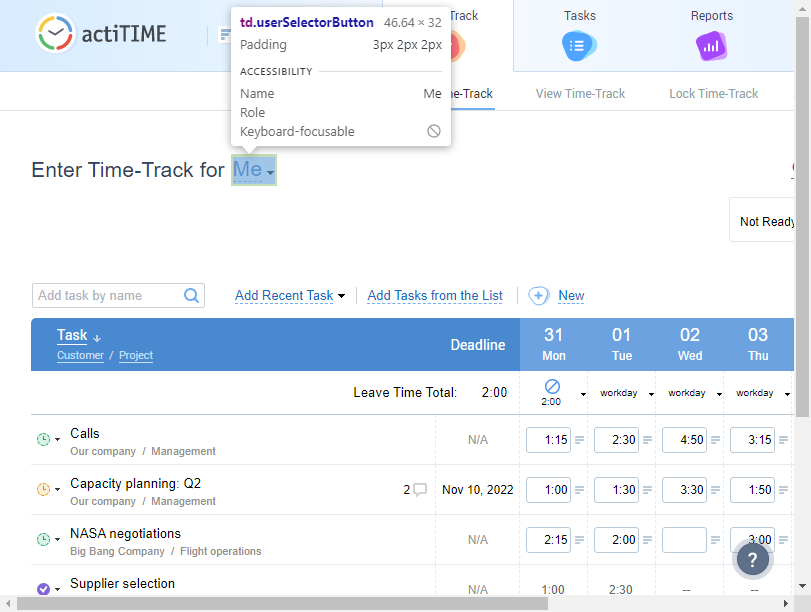 actiTIME
Track
Tasks
Reports
td.userSelectorButton 46.64 × 32
Padding 3px 2px 2px
ACCESSIBILITY
Name Me
Role
Keyboard-focusable
e-Track
View Time-Track
Lock Time-Track
Enter Time-Track for Me
Not Ready
Add task by name
Add Recent Task
Add Tasks from the List
New
Task
Customer / Project
Deadline
31 01 02 03
Mon Tue Wed Thu
Leave Time Total: 2:00 2:00 workday workday workday
Calls
Our company / Management
N/A 1:15 2:30 4:50 3:15
Capacity planning: Q2
Our company / Management
2 Nov 10, 2022 1:00 1:30 3:30 1:50
NASA negotiations
Big Bang Company / Flight operations
N/A 2:15 2:00 3:00
?
Supplier selection
N/A 1:00 2:30 -- --